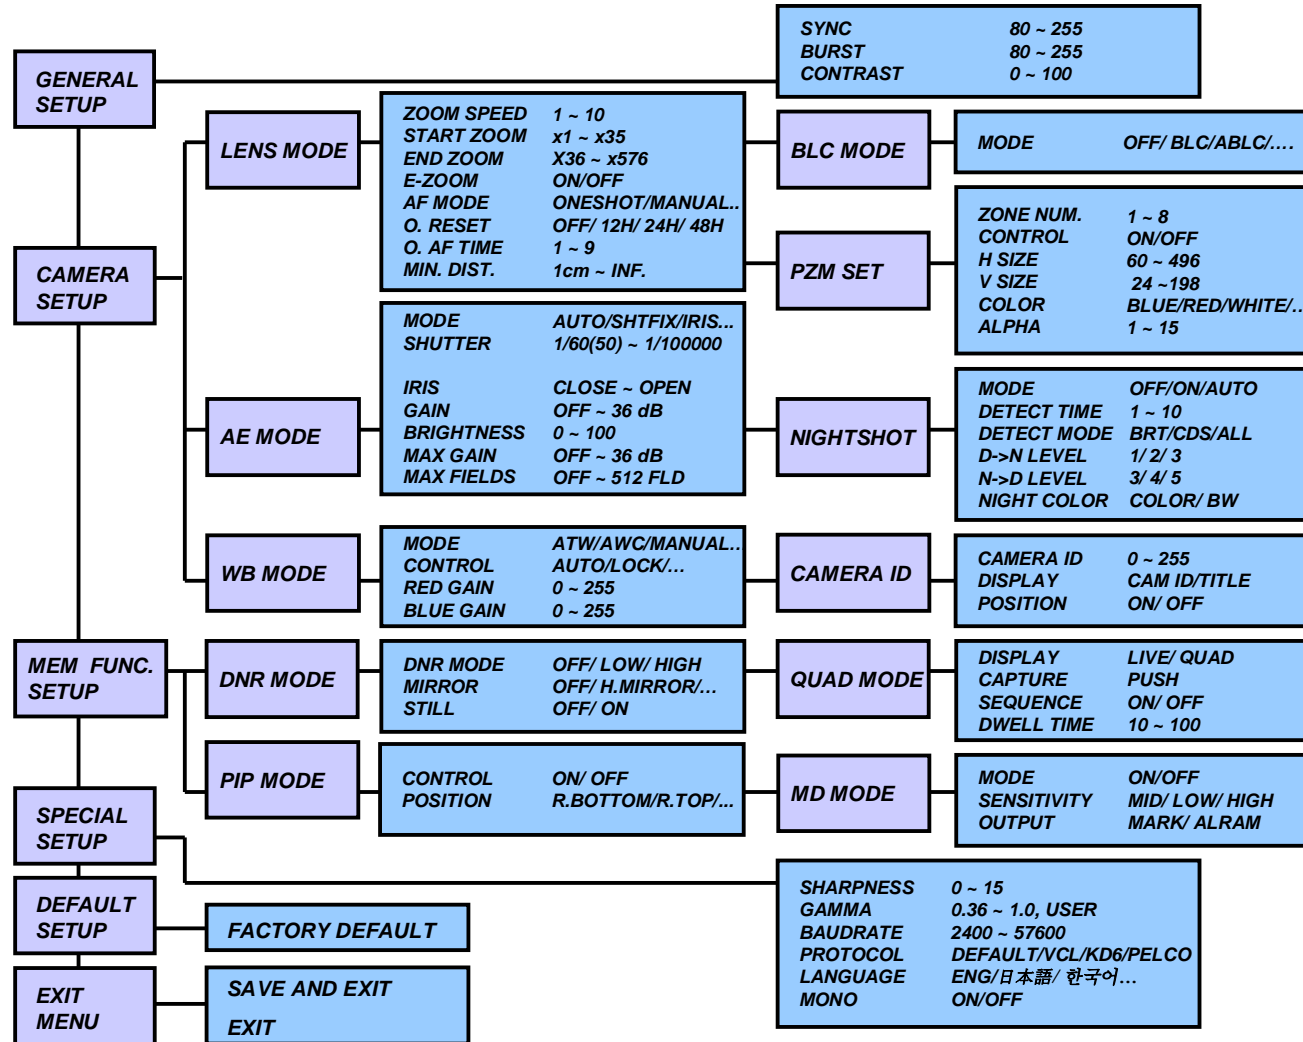 SYNC 80 ~ 255
BURST 80 ~ 255
CONTRAST 0 ~ 100
GENERAL
SETUP
LENS MODE
ZOOM SPEED 1 ~ 10
START ZOOM x1 ~ x35
END ZOOM X36 ~ x576
E-ZOOM ON/OFF
AF MODE ONESHOT/MANUAL..
O. RESET OFF/ 12H/ 24H/ 48H
O. AF TIME 1 ~ 9
MIN. DIST. 1cm ~ INF.
BLC MODE
MODE OFF/ BLC/ABLC/....
CAMERA
SETUP
PZM SET
ZONE NUM. 1 ~ 8
CONTROL ON/OFF
H SIZE 60 ~ 496
V SIZE 24 ~198
COLOR BLUE/RED/WHITE/..
ALPHA 1 ~ 15
AE MODE
MODE AUTO/SHTFIX/IRIS...
SHUTTER 1/60(50) ~ 1/100000
IRIS CLOSE ~ OPEN
GAIN OFF ~ 36 dB
BRIGHTNESS 0 ~ 100
MAX GAIN OFF ~ 36 dB
MAX FIELDS OFF ~ 512 FLD
NIGHTSHOT
MODE OFF/ON/AUTO
DETECT TIME 1 ~ 10
DETECT MODE BRT/CDS/ALL
D->N LEVEL 1/ 2/ 3
N->D LEVEL 3/ 4/ 5
NIGHT COLOR COLOR/ BW
WB MODE
MODE ATW/AWC/MANUAL..
CONTROL AUTO/LOCK/...
RED GAIN 0 ~ 255
BLUE GAIN 0 ~ 255
CAMERA ID
CAMERA ID 0 ~ 255
DISPLAY CAM ID/TITLE
POSITION ON/ OFF
MEM FUNC.
SETUP
DNR MODE
DNR MODE OFF/ LOW/ HIGH
MIRROR OFF/ H.MIRROR/...
STILL OFF/ ON
QUAD MODE
DISPLAY LIVE/ QUAD
CAPTURE PUSH
SEQUENCE ON/ OFF
DWELL TIME 10 ~ 100
PIP MODE
CONTROL ON/ OFF
POSITION R.BOTTOM/R.TOP/...
MD MODE
MODE ON/OFF
SENSITIVITY MID/ LOW/ HIGH
OUTPUT MARK/ ALRAM
SPECIAL
SETUP
SHARPNESS 0 ~ 15
GAMMA 0.36 ~ 1.0, USER
BAUDRATE 2400 ~ 57600
PROTOCOL DEFAULT/VCL/KD6/PELCO
LANGUAGE ENG/日本語/ 한국어...
MONO ON/OFF
DEFAULT
SETUP
FACTORY DEFAULT
EXIT
MENU
SAVE AND EXIT
EXIT